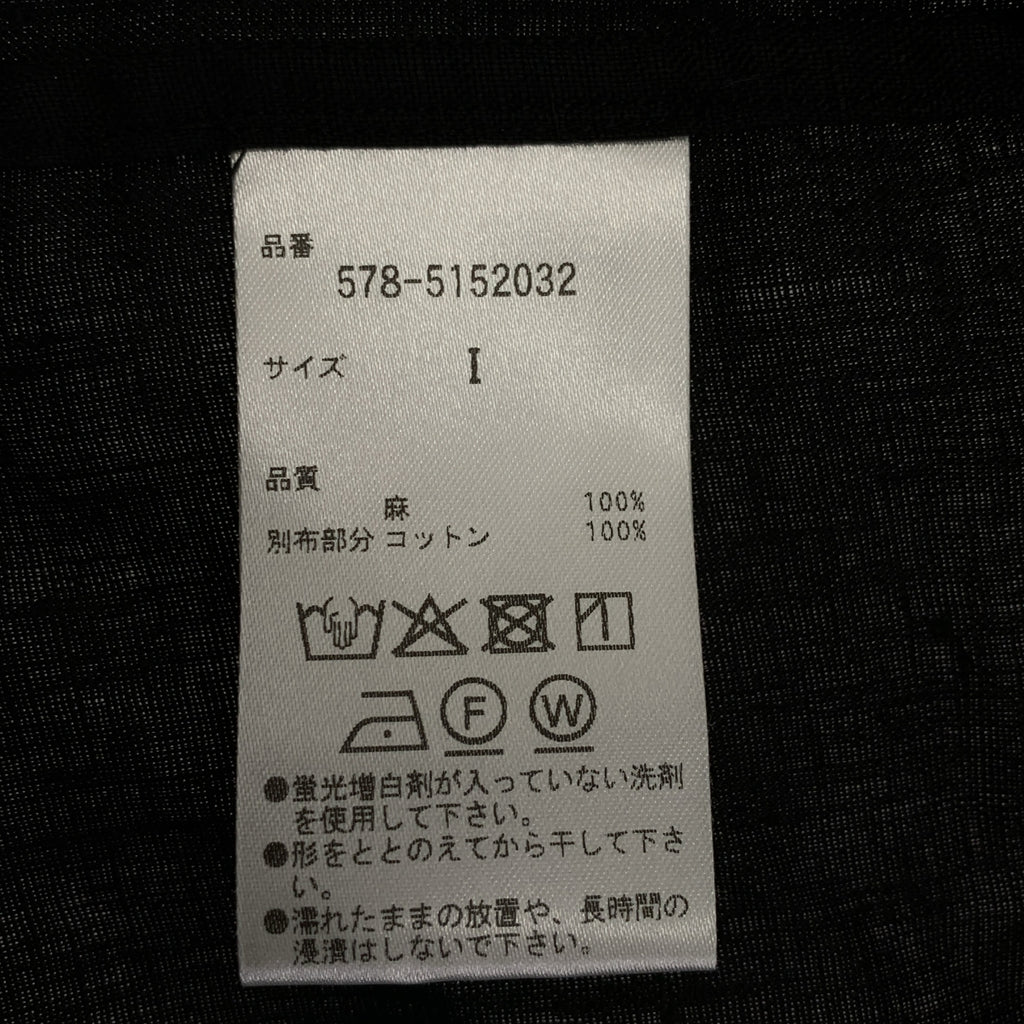 品番
578-5152032
サイズ I
品質
麻 100%
別布部分 コットン 100%
F W
●蛍光増白剤が入っていない洗剤
を使用して下さい。
●形をととのえてから干して下さ
い。
●濡れたままの放置や、長時間の
浸漬はしないで下さい。